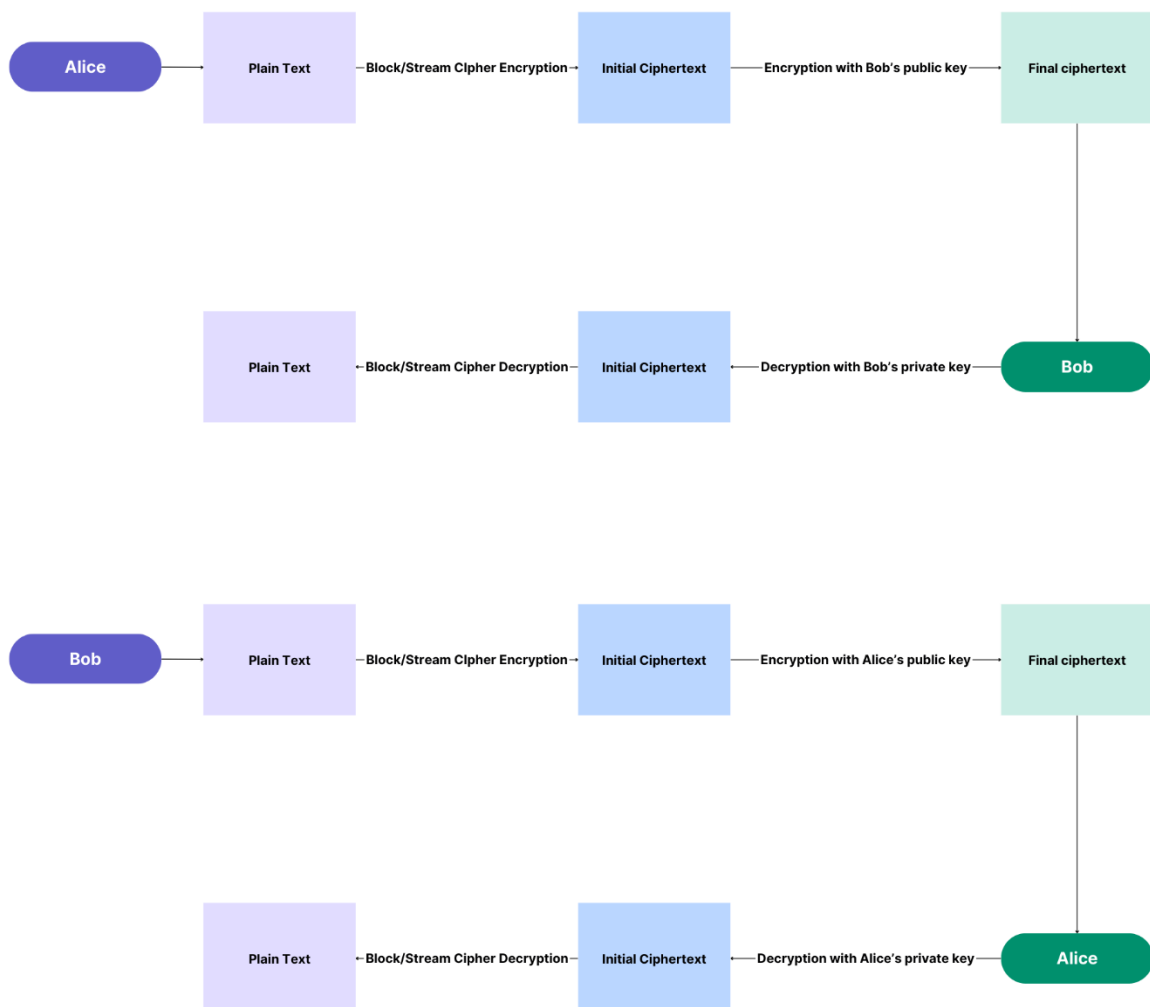 Alice
Plain Text
Block/Stream CIpher Encryption
Initial Ciphertext
Encryption with Bob's public key
Final ciphertext
Plain Text
Block/Stream Cipher Decryption
Initial Ciphertext
Decryption with Bob's private key
Bob
Bob
Plain Text
Block/Stream CIpher Encryption
Initial Ciphertext
Encryption with Alice's public key
Final ciphertext
Plain Text
Block/Stream Cipher Decryption
Initial Ciphertext
Decryption with Alice's private key
Alice